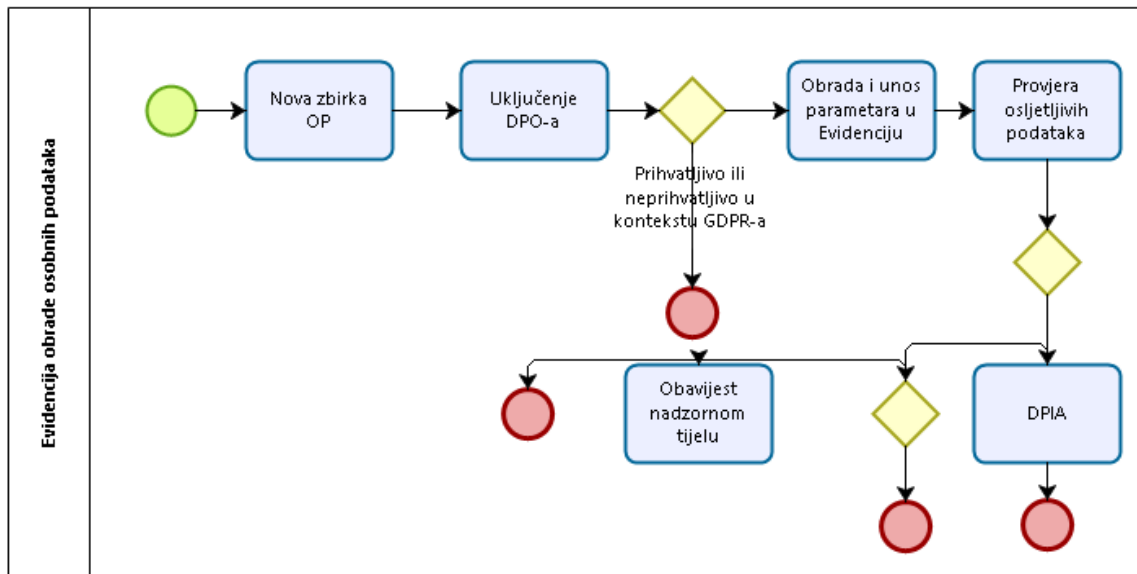 Evidencija obrade osobnih podataka
Nova zbirka
OP
Uključenje
DPO-a
Prihvatljivo ili
neprihvatljivo u
kontekstu GDPR-a
Obrada i unos
parametara u
Evidenciju
Provjera
osljetljivih
podataka
Obavijest
nadzornom
tijelu
DPIA